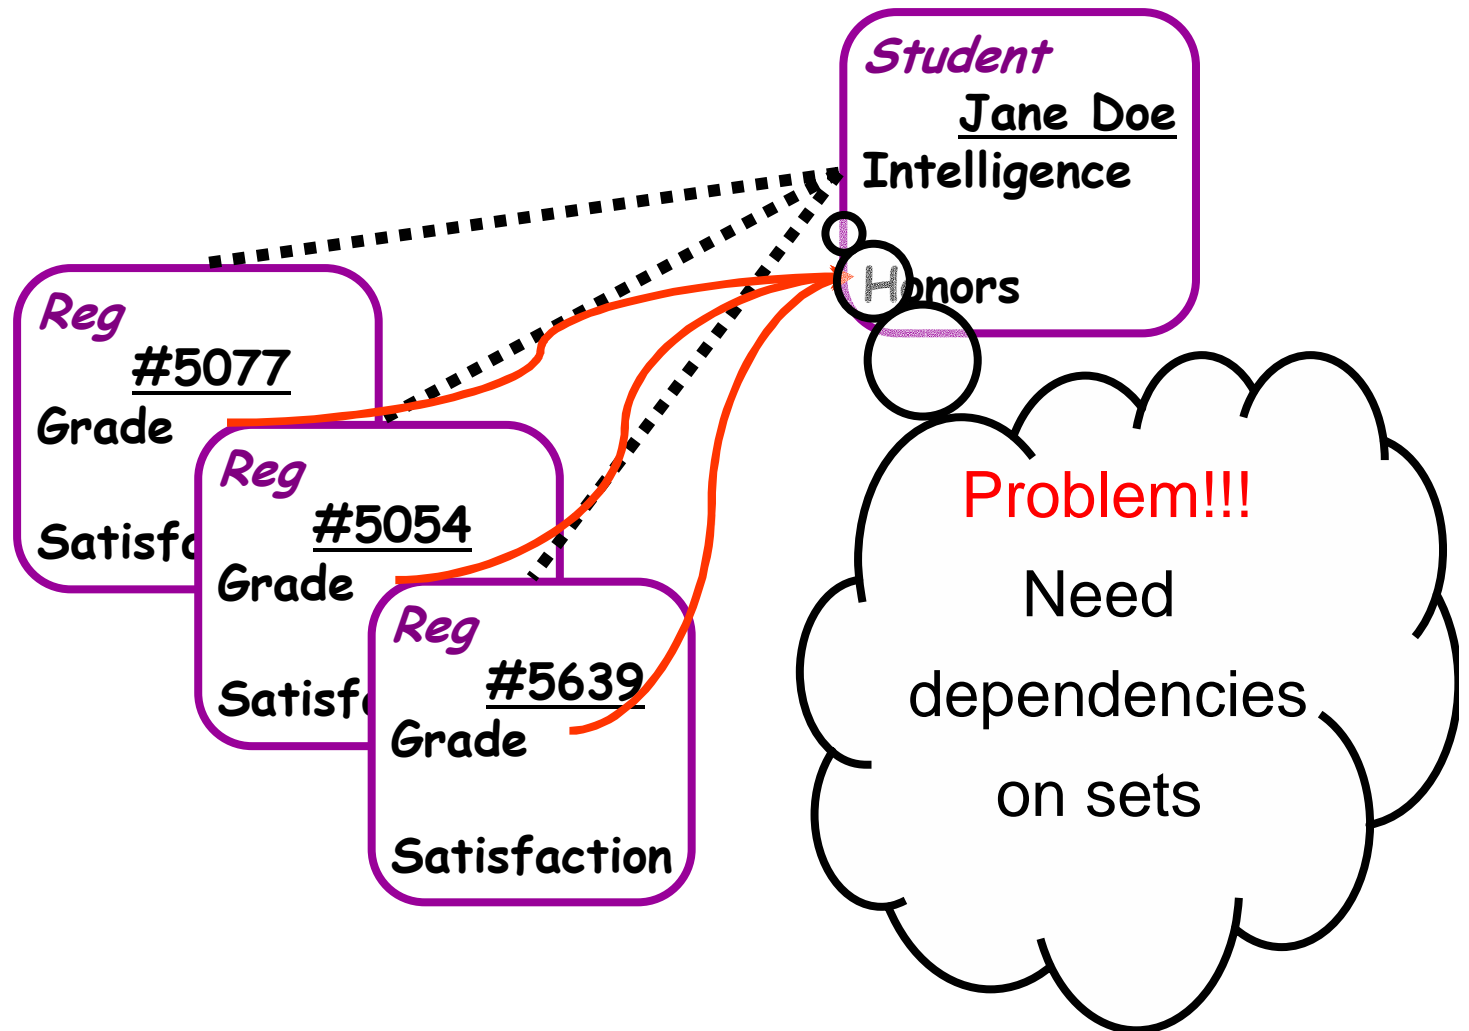 Student
Jane Doe
Intelligence
Honors
Reg
#5077
Grade
Satisfa
Reg
#5054
Grade
Satisfa
Reg
#5639
Grade
Satisfaction
Problem!!!
Need
dependencies
on sets